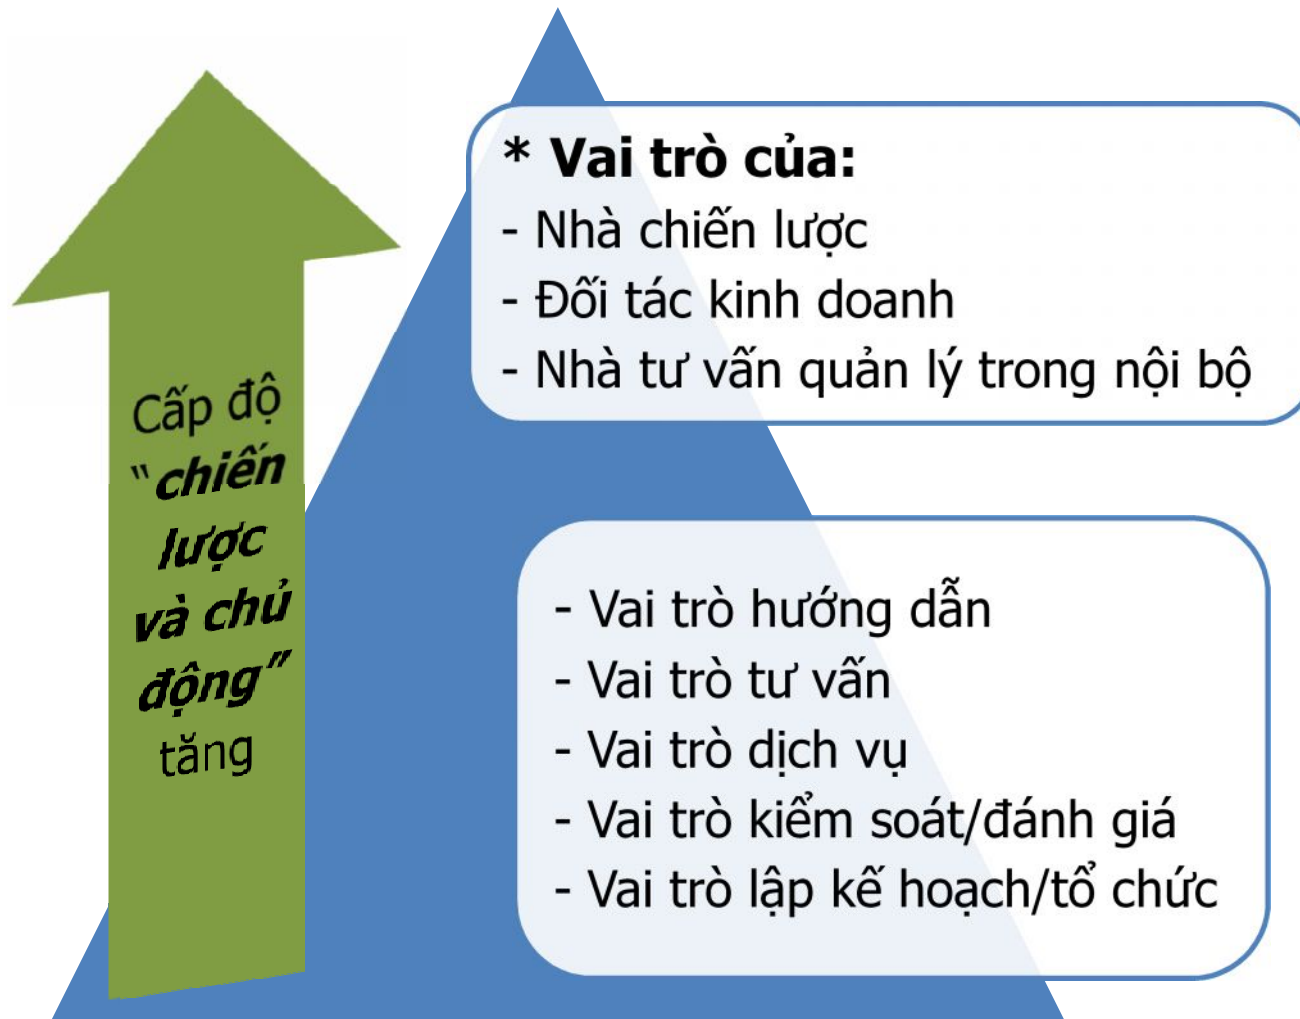 * Vai trò của:
- Nhà chiến lược
- Đối tác kinh doanh
- Nhà tư vấn quản lý trong nội bộ
Cấp độ
“chiến
lược
và chủ
động”
tăng
- Vai trò hướng dẫn
- Vai trò tư vấn
- Vai trò dịch vụ
- Vai trò kiểm soát/đánh giá
- Vai trò lập kế hoạch/tổ chức